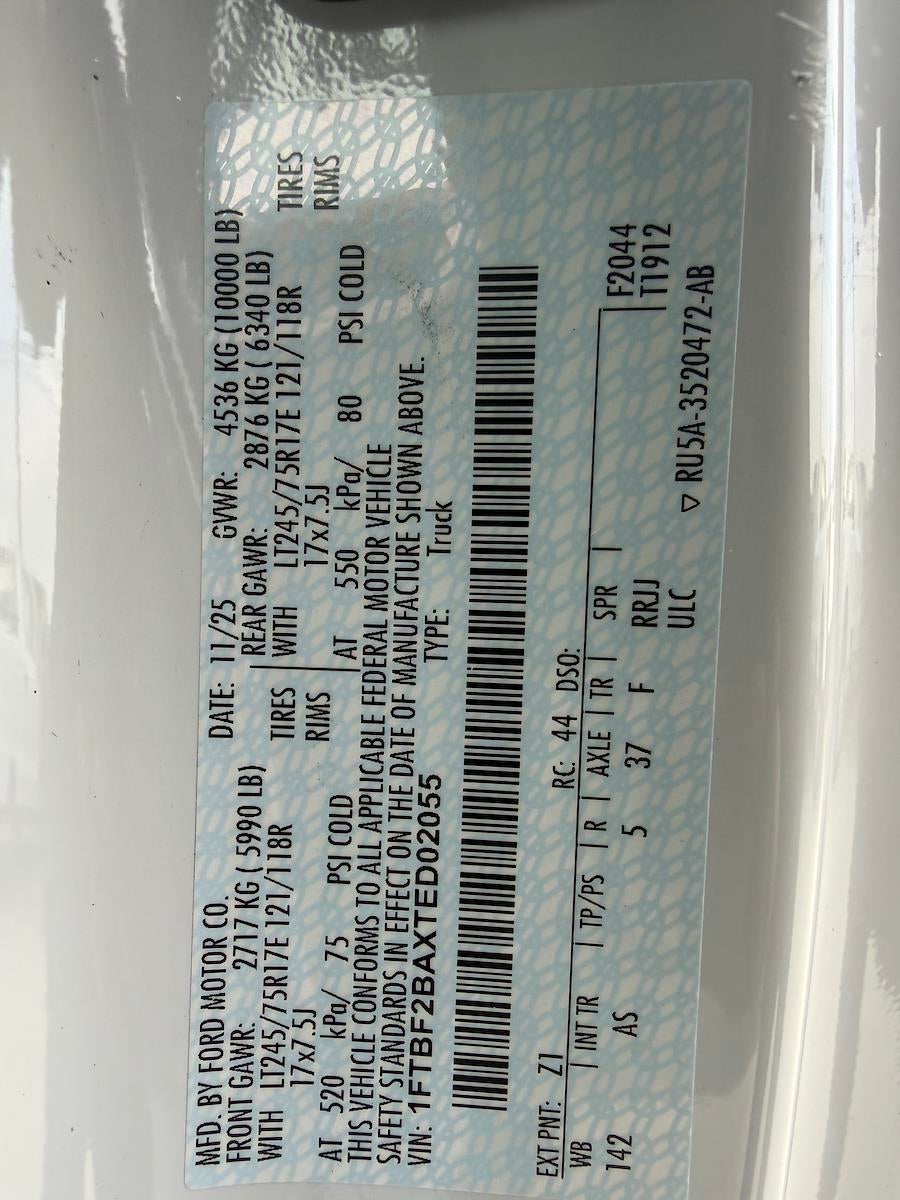 MFD. BY FORD MOTOR CO. DATE: 11/25 GVWR: 4536 KG (10000 LB)
FRONT GAWR: 2717 KG ( 5990 LB) REAR GAWR: 2876 KG ( 6340 LB)
WITH LT245/75R17E 121/118R TIRES WITH LT245/75R17E 121/118R TIRES
17x7.5J RIMS 17x7.5J RIMS
AT 520 kPa/ 75 PSI COLD AT 550 kPa/ 80 PSI COLD
THIS VEHICLE CONFORMS TO ALL APPLICABLE FEDERAL MOTOR VEHICLE
SAFETY STANDARDS IN EFFECT ON THE DATE OF MANUFACTURE SHOWN ABOVE.
VIN: 1FTBF2BAXTED02055 TYPE: Truck
EXT PNT: Z1 RC: 44 DSO:
WB INT TR TP/PS R AXLE TR SPR F2044
142 AS 5 37 F RRJJ T1912
ULC
▽ RU5A-3520472-AB